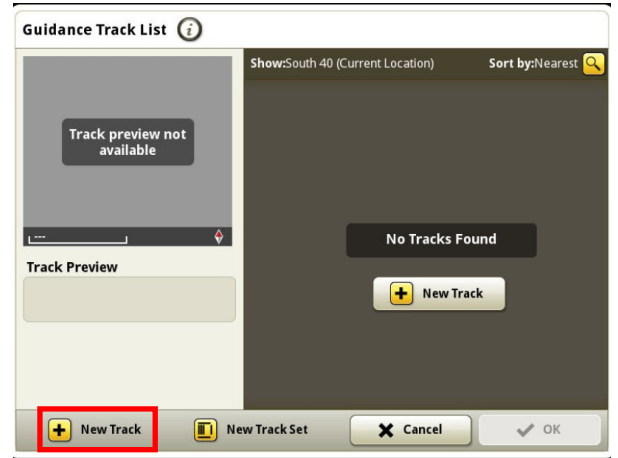 Guidance Track List
Show:South 40 (Current Location) Sort by:Nearest
Track preview not
available
---
No Tracks Found
Track Preview
New Track
New Track
New Track Set
Cancel
OK